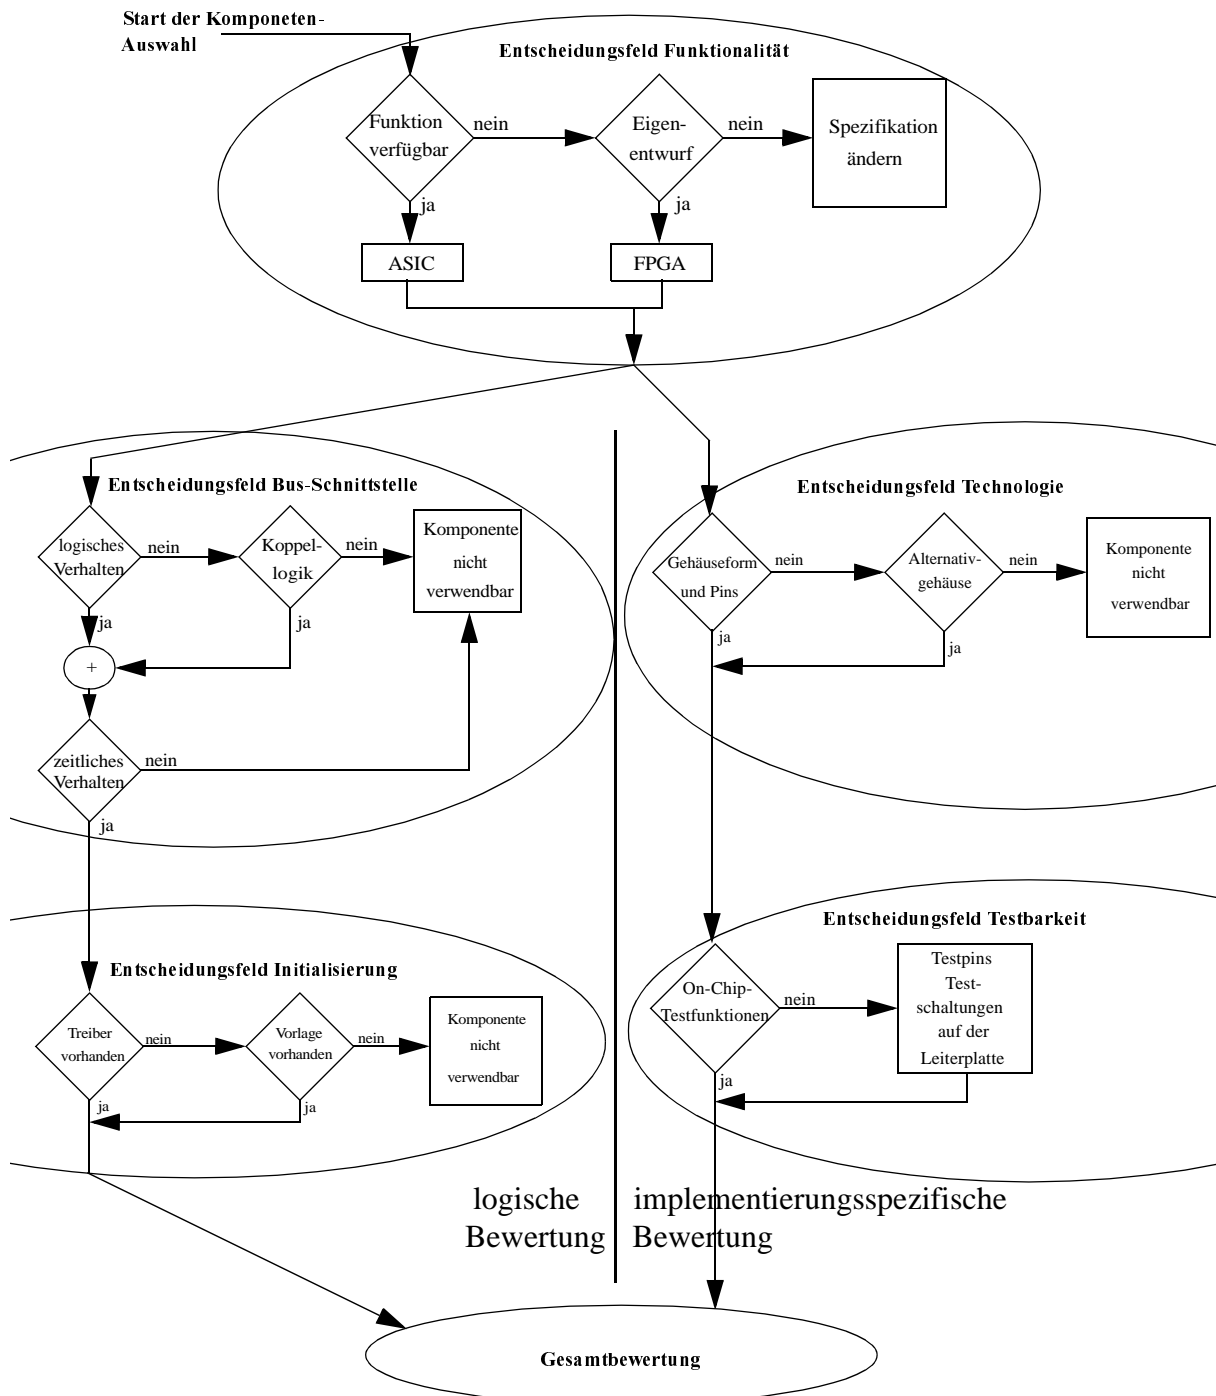 Start der Komponeten-
Auswahl
Entscheidungsfeld Funktionalität
Funktion
verfügbar
nein
Eigen-
entwurf
nein
Spezifikation
ändern
ja
ja
ASIC
FPGA
Entscheidungsfeld Bus-Schnittstelle
logisches
Verhalten
nein
Koppel-
logik
nein
Komponente
nicht
verwendbar
ja
ja
+
zeitliches
Verhalten
nein
ja
Entscheidungsfeld Technologie
Gehäuseform
und Pins
nein
Alternativ-
gehäuse
nein
Komponente
nicht
verwendbar
ja
ja
Entscheidungsfeld Initialisierung
Treiber
vorhanden
nein
Vorlage
vorhanden
nein
Komponente
nicht
verwendbar
ja
ja
Entscheidungsfeld Testbarkeit
On-Chip-
Testfunktionen
nein
Testpins
Test-
schaltungen
auf der
Leiterplatte
ja
logische
Bewertung
implementierungsspezifische
Bewertung
Gesamtbewertung